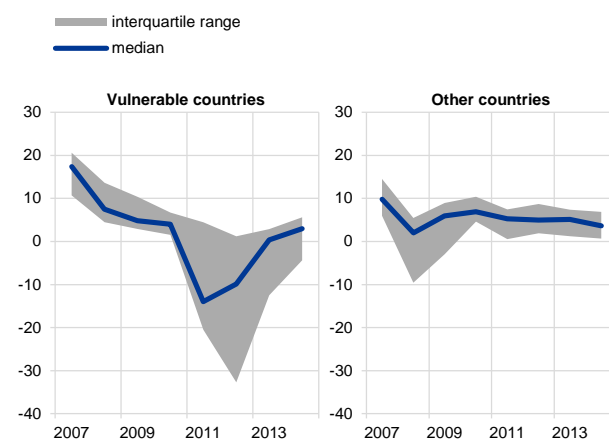 interquartile range
median
Vulnerable countries
Other countries
30
20
10
0
-10
-20
-30
-40
2007 2009 2011 2013
30
20
10
0
-10
-20
-30
-40
2007 2009 2011 2013